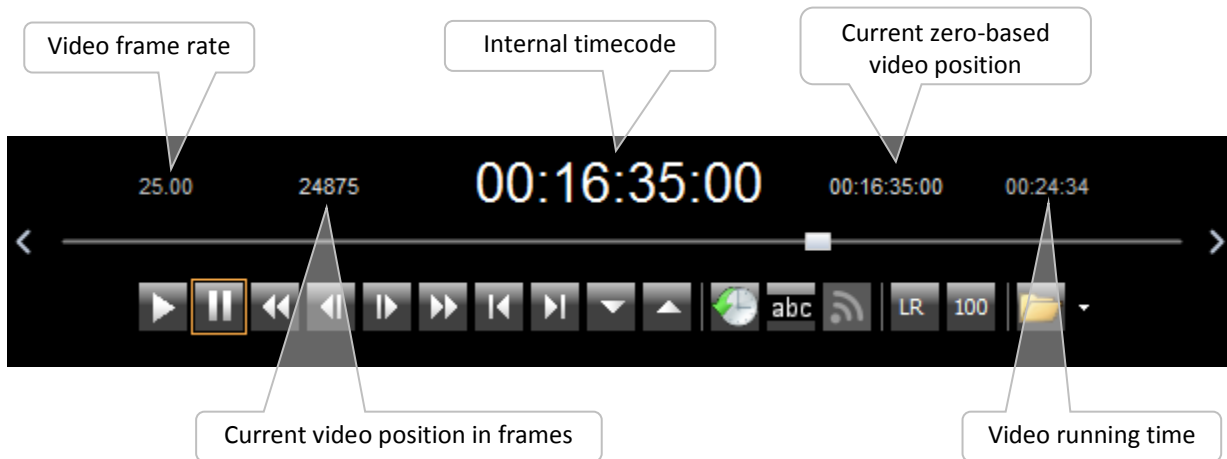 Video frame rate
Internal timecode
Current zero-based
video position
25.00
24875
00:16:35:00
00:16:35:00
00:24:34
abc
LR
100
Current video position in frames
Video running time